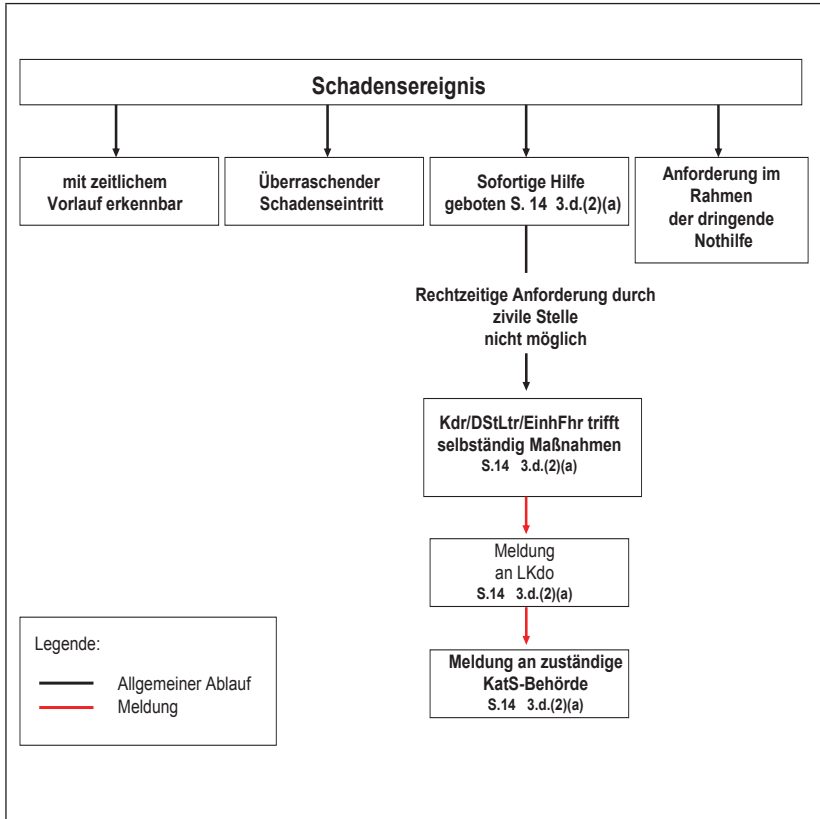 Schadensereignis
mit zeitlichem
Vorlauf erkennbar
Überraschender
Schadenseintritt
Sofortige Hilfe
geboten S. 14 3.d.(2)(a)
Anforderung im
Rahmen
der dringende
Nothilfe
Rechtzeitige Anforderung durch
zivile Stelle
nicht möglich
Kdr/DStLtr/EinhFhr trifft
selbständig Maßnahmen
S.14 3.d.(2)(a)
Meldung
an LKdo
S.14 3.d.(2)(a)
Meldung an zuständige
KatS-Behörde
S.14 3.d.(2)(a)
Legende:
Allgemeiner Ablauf
Meldung